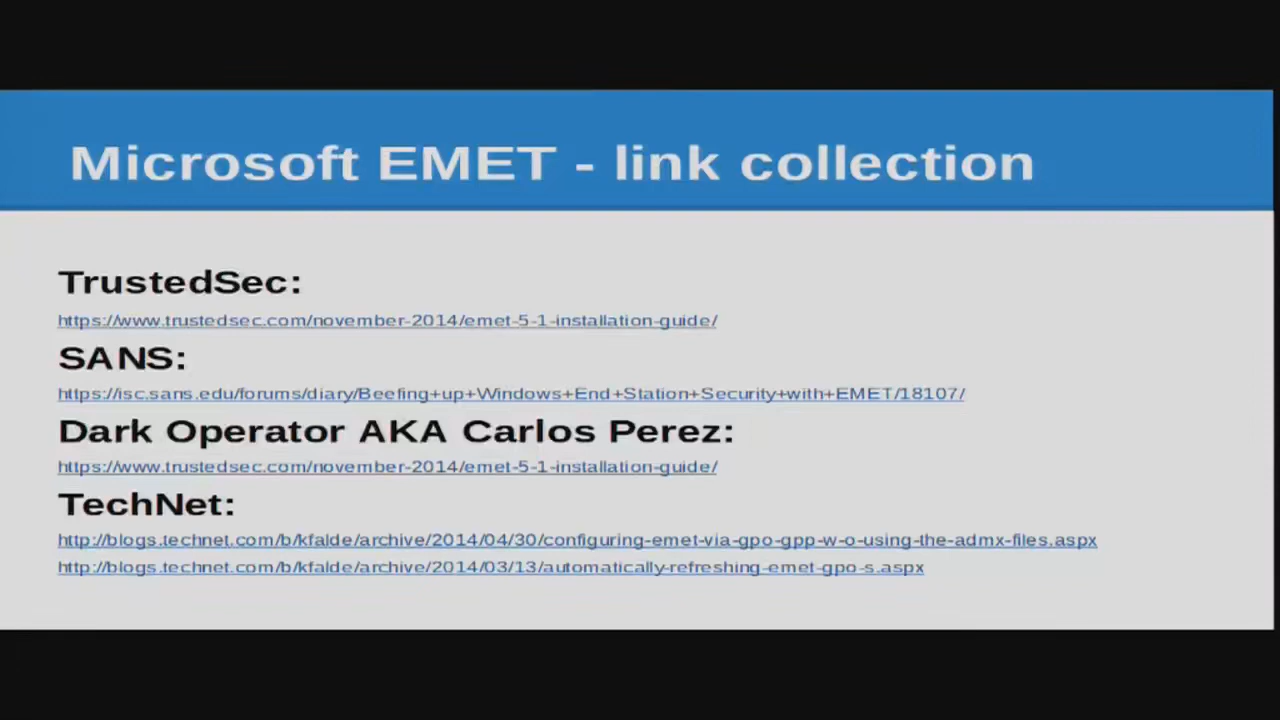 Microsoft EMET - link collection
TrustedSec:
https://www.trustedsec.com/november-2014/emet-5-1-installation-guide/
SANS:
https://isc.sans.edu/forums/diary/Beefing+up+Windows+End+Station+Security+with+EMET/18107/
Dark Operator AKA Carlos Perez:
https://www.trustedsec.com/november-2014/emet-5-1-installation-guide/
TechNet:
http://blogs.technet.com/b/kfalde/archive/2014/04/30/configuring-emet-via-gpo-gpp-w-o-using-the-admx-files.aspx
http://blogs.technet.com/b/kfalde/archive/2014/03/13/automatically-refreshing-emet-gpo-s.aspx